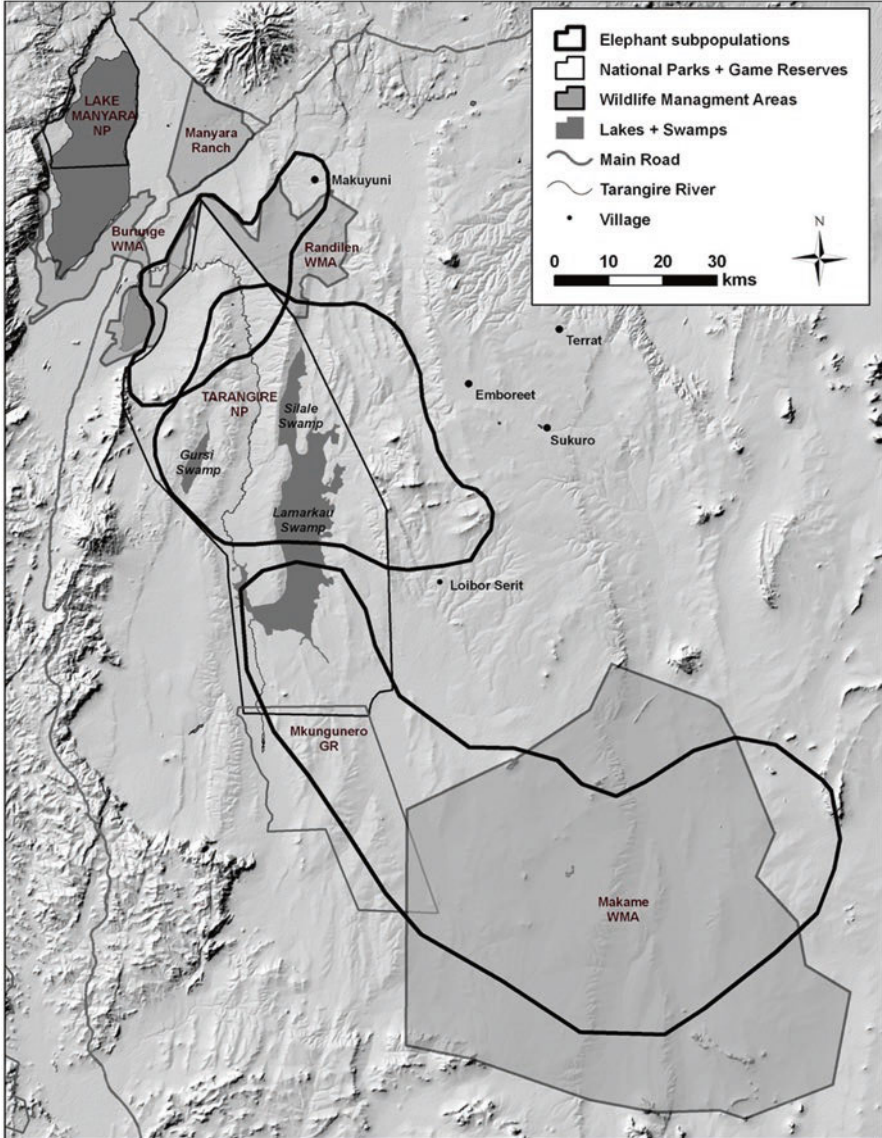 Elephant subpopulations
National Parks + Game Reserves
Wildlife Managment Areas
Lakes + Swamps
Main Road
Tarangire River
Village
N
0 10 20 30
kms
LAKE
MANYARA
NP
Manyara
Ranch
Makuyuni
Burunge
WMA
Randilen
WMA
Terrat
Emboreet
TARANGIRE
NP
Silale
Swamp
Sukuro
Gursi
Swamp
Lamarkau
Swamp
Loibor Serit
Mkungunero
GR
Makame
WMA